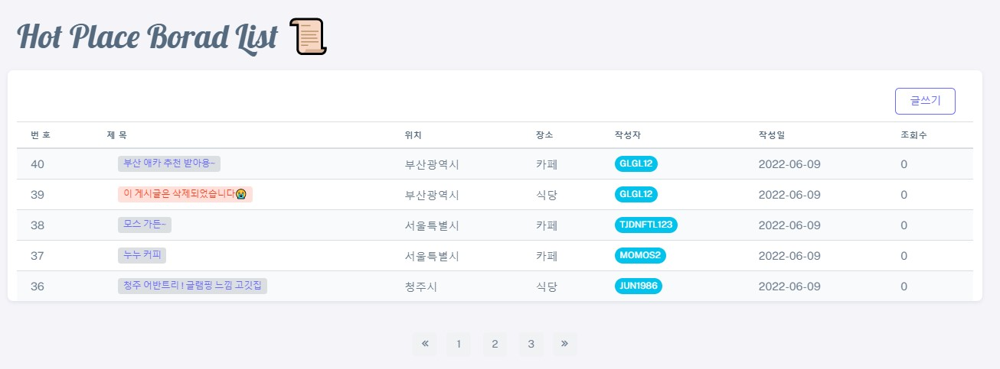 Hot Place Borad List
글쓰기
번 호 제 목 위치 장소 작성자 작성일 조회수
40 부산 애카 추천 받아용~ 부산광역시 카페 GLGL12 2022-06-09 0
39 이 게시글은 삭제되었습니다😭 부산광역시 식당 GLGL12 2022-06-09 0
38 모스 가든~ 서울특별시 카페 TJDNFTL123 2022-06-09 0
37 누누 커피 서울특별시 카페 MOMOS2 2022-06-09 0
36 청주 어반트리 ! 글램핑 느낌 고깃집 청주시 식당 JUN1986 2022-06-09 0
« 1 2 3 »